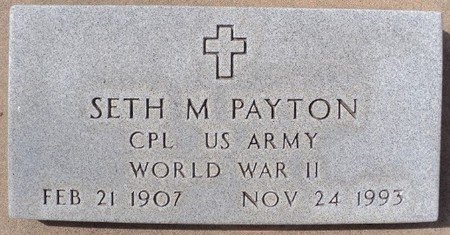 SETH M PAYTON
CPL US ARMY
WORLD WAR II
FEB 21 1907 NOV 24 1993